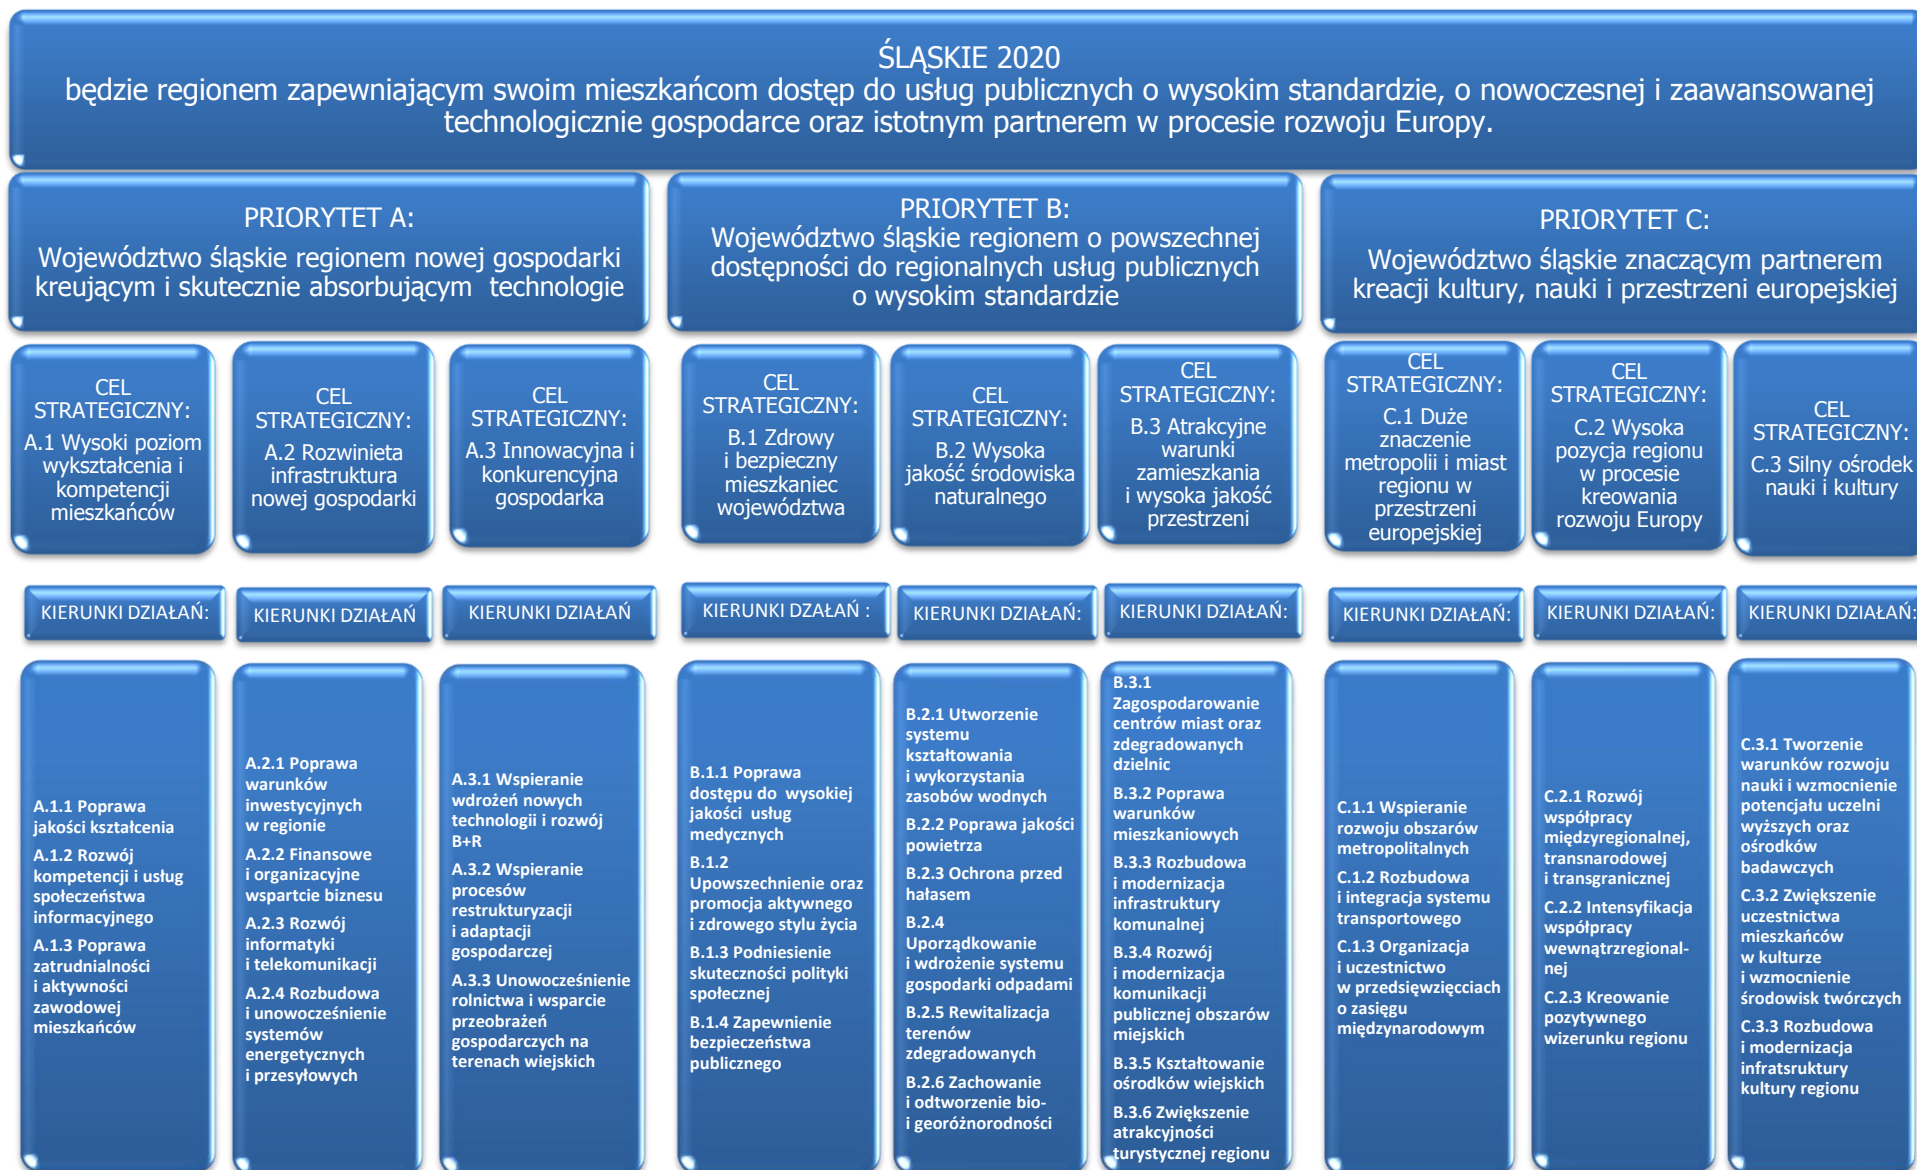 ŚLĄSKIE 2020
będzie regionem zapewniającym swoim mieszkańcom dostęp do usług publicznych o wysokim standardzie, o nowoczesnej i zaawansowanej
technologicznie gospodarce oraz istotnym partnerem w procesie rozwoju Europy.
PRIORYTET A:
Województwo śląskie regionem nowej gospodarki
kreującym i skutecznie absorbującym technologie
PRIORYTET B:
Województwo śląskie regionem o powszechnej
dostępności do regionalnych usług publicznych
o wysokim standardzie
PRIORYTET C:
Województwo śląskie znaczącym partnerem
kreacji kultury, nauki i przestrzeni europejskiej
CEL
STRATEGICZNY:
A.1 Wysoki poziom
wykształcenia i
kompetencji
mieszkańców
CEL
STRATEGICZNY:
A.2 Rozwinieta
infrastruktura
nowej gospodarki
CEL
STRATEGICZNY:
A.3 Innowacyjna i
konkurencyjna
gospodarka
CEL
STRATEGICZNY:
B.1 Zdrowy
i bezpieczny
mieszkaniec
województwa
CEL
STRATEGICZNY:
B.2 Wysoka
jakość środowiska
naturalnego
CEL
STRATEGICZNY:
B.3 Atrakcyjne
warunki
zamieszkania
i wysoka jakość
przestrzeni
CEL
STRATEGICZNY:
C.1 Duże
znaczenie
metropolii i miast
regionu w
przestrzeni
europejskiej
CEL
STRATEGICZNY:
C.2 Wysoka
pozycja regionu
w procesie
kreowania
rozwoju Europy
CEL
STRATEGICZNY:
C.3 Silny ośrodek
nauki i kultury
KIERUNKI DZIAŁAŃ:
KIERUNKI DZIAŁAŃ
KIERUNKI DZIAŁAŃ
KIERUNKI DZAŁAŃ :
KIERUNKI DZIAŁAŃ:
KIERUNKI DZIAŁAŃ:
KIERUNKI DZIAŁAŃ:
KIERUNKI DZIAŁAŃ:
KIERUNKI DZIAŁAŃ:
A.1.1 Poprawa
jakości kształcenia
A.1.2 Rozwój
kompetencji i usług
społeczeństwa
informacyjnego
A.1.3 Poprawa
zatrudnialności
i aktywności
zawodowej
mieszkańców
A.2.1 Poprawa
warunków
inwestycyjnych
w regionie
A.2.2 Finansowe
i organizacyjne
wspartcie biznesu
A.2.3 Rozwój
informatyki
i telekomunikacji
A.2.4 Rozbudowa
i unowocześnienie
systemów
energetycznych
i przesyłowych
A.3.1 Wspieranie
wdrożeń nowych
technologii i rozwój
B+R
A.3.2 Wspieranie
procesów
restrukturyzacji
i adaptacji
gospodarczej
A.3.3 Unowocześnienie
rolnictwa i wsparcie
przeobrażeń
gospodarczych na
terenach wiejskich
B.1.1 Poprawa
dostępu do wysokiej
jakości usług
medycznych
B.1.2
Upowszechnienie oraz
promocja aktywnego
i zdrowego stylu życia
B.1.3 Podniesienie
skuteczności polityki
społecznej
B.1.4 Zapewnienie
bezpieczeństwa
publicznego
B.2.1 Utworzenie
systemu
kształtowania
i wykorzystania
zasobów wodnych
B.2.2 Poprawa jakości
powietrza
B.2.3 Ochrona przed
hałasem
B.2.4
Uporządkowanie
i wdrożenie systemu
gospodarki odpadami
B.2.5 Rewitalizacja
terenów
zdegradowanych
B.2.6 Zachowanie
i odtworzenie bio-
i georóżnorodności
B.3.1
Zagospodarowanie
centrów miast oraz
zdegradowanych
dzielnic
B.3.2 Poprawa
warunków
mieszkaniowych
B.3.3 Rozbudowa
i modernizacja
infrastruktury
komunalnej
B.3.4 Rozwój
i modernizacja
komunikacji
publicznej obszarów
miejskich
B.3.5 Kształtowanie
ośrodków wiejskich
B.3.6 Zwiększenie
atrakcyjności
turystycznej regionu
C.1.1 Wspieranie
rozwoju obszarów
metropolitalnych
C.1.2 Rozbudowa
i integracja systemu
transportowego
C.1.3 Organizacja
i uczestnictwo
w przedsięwzięciach
o zasięgu
międzynarodowym
C.2.1 Rozwój
współpracy
międzyregionalnej,
transnarodowej
i transgranicznej
C.2.2 Intensyfikacja
współpracy
wewnątrzregional-
nej
C.2.3 Kreowanie
pozytywnego
wizerunku regionu
C.3.1 Tworzenie
warunków rozwoju
nauki i wzmocnienie
potencjału uczelni
wyższych oraz
ośrodków
badawczych
C.3.2 Zwiększenie
uczestnictwa
mieszkańców
w kulturze
i wzmocnienie
środowisk twórczych
C.3.3 Rozbudowa
i modernizacja
infratsruktury
kultury regionu